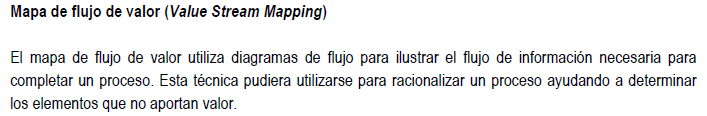 Mapa de flujo de valor (Value Stream Mapping)
El mapa de flujo de valor utiliza diagramas de flujo para ilustrar el flujo de información necesaria para
completar un proceso. Esta técnica pudiera utilizarse para racionalizar un proceso ayudando a determinar
los elementos que no aportan valor.